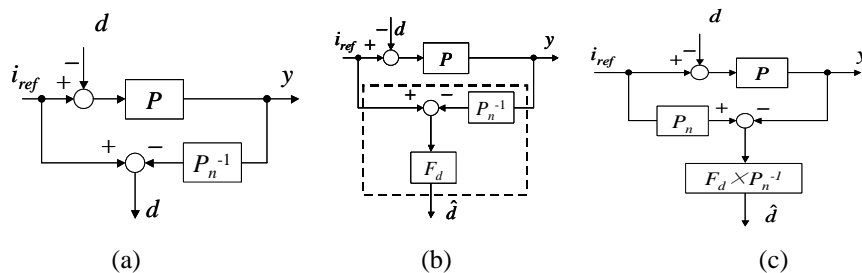 d
i_ref
+
−
P
y
+
−
P_n^{-1}
d
(a)
d
i_ref
+
−
P
y
+
−
P_n^{-1}
F_d
d̂
(b)
d
i_ref
+
−
P
y
P_n
+
−
F_d × P_n^{-1}
d̂
(c)